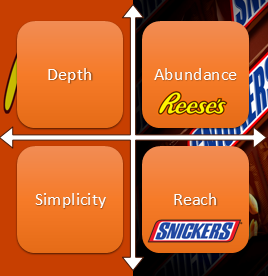 Depth
Abundance
Reese's
Simplicity
Reach
SNICKERS